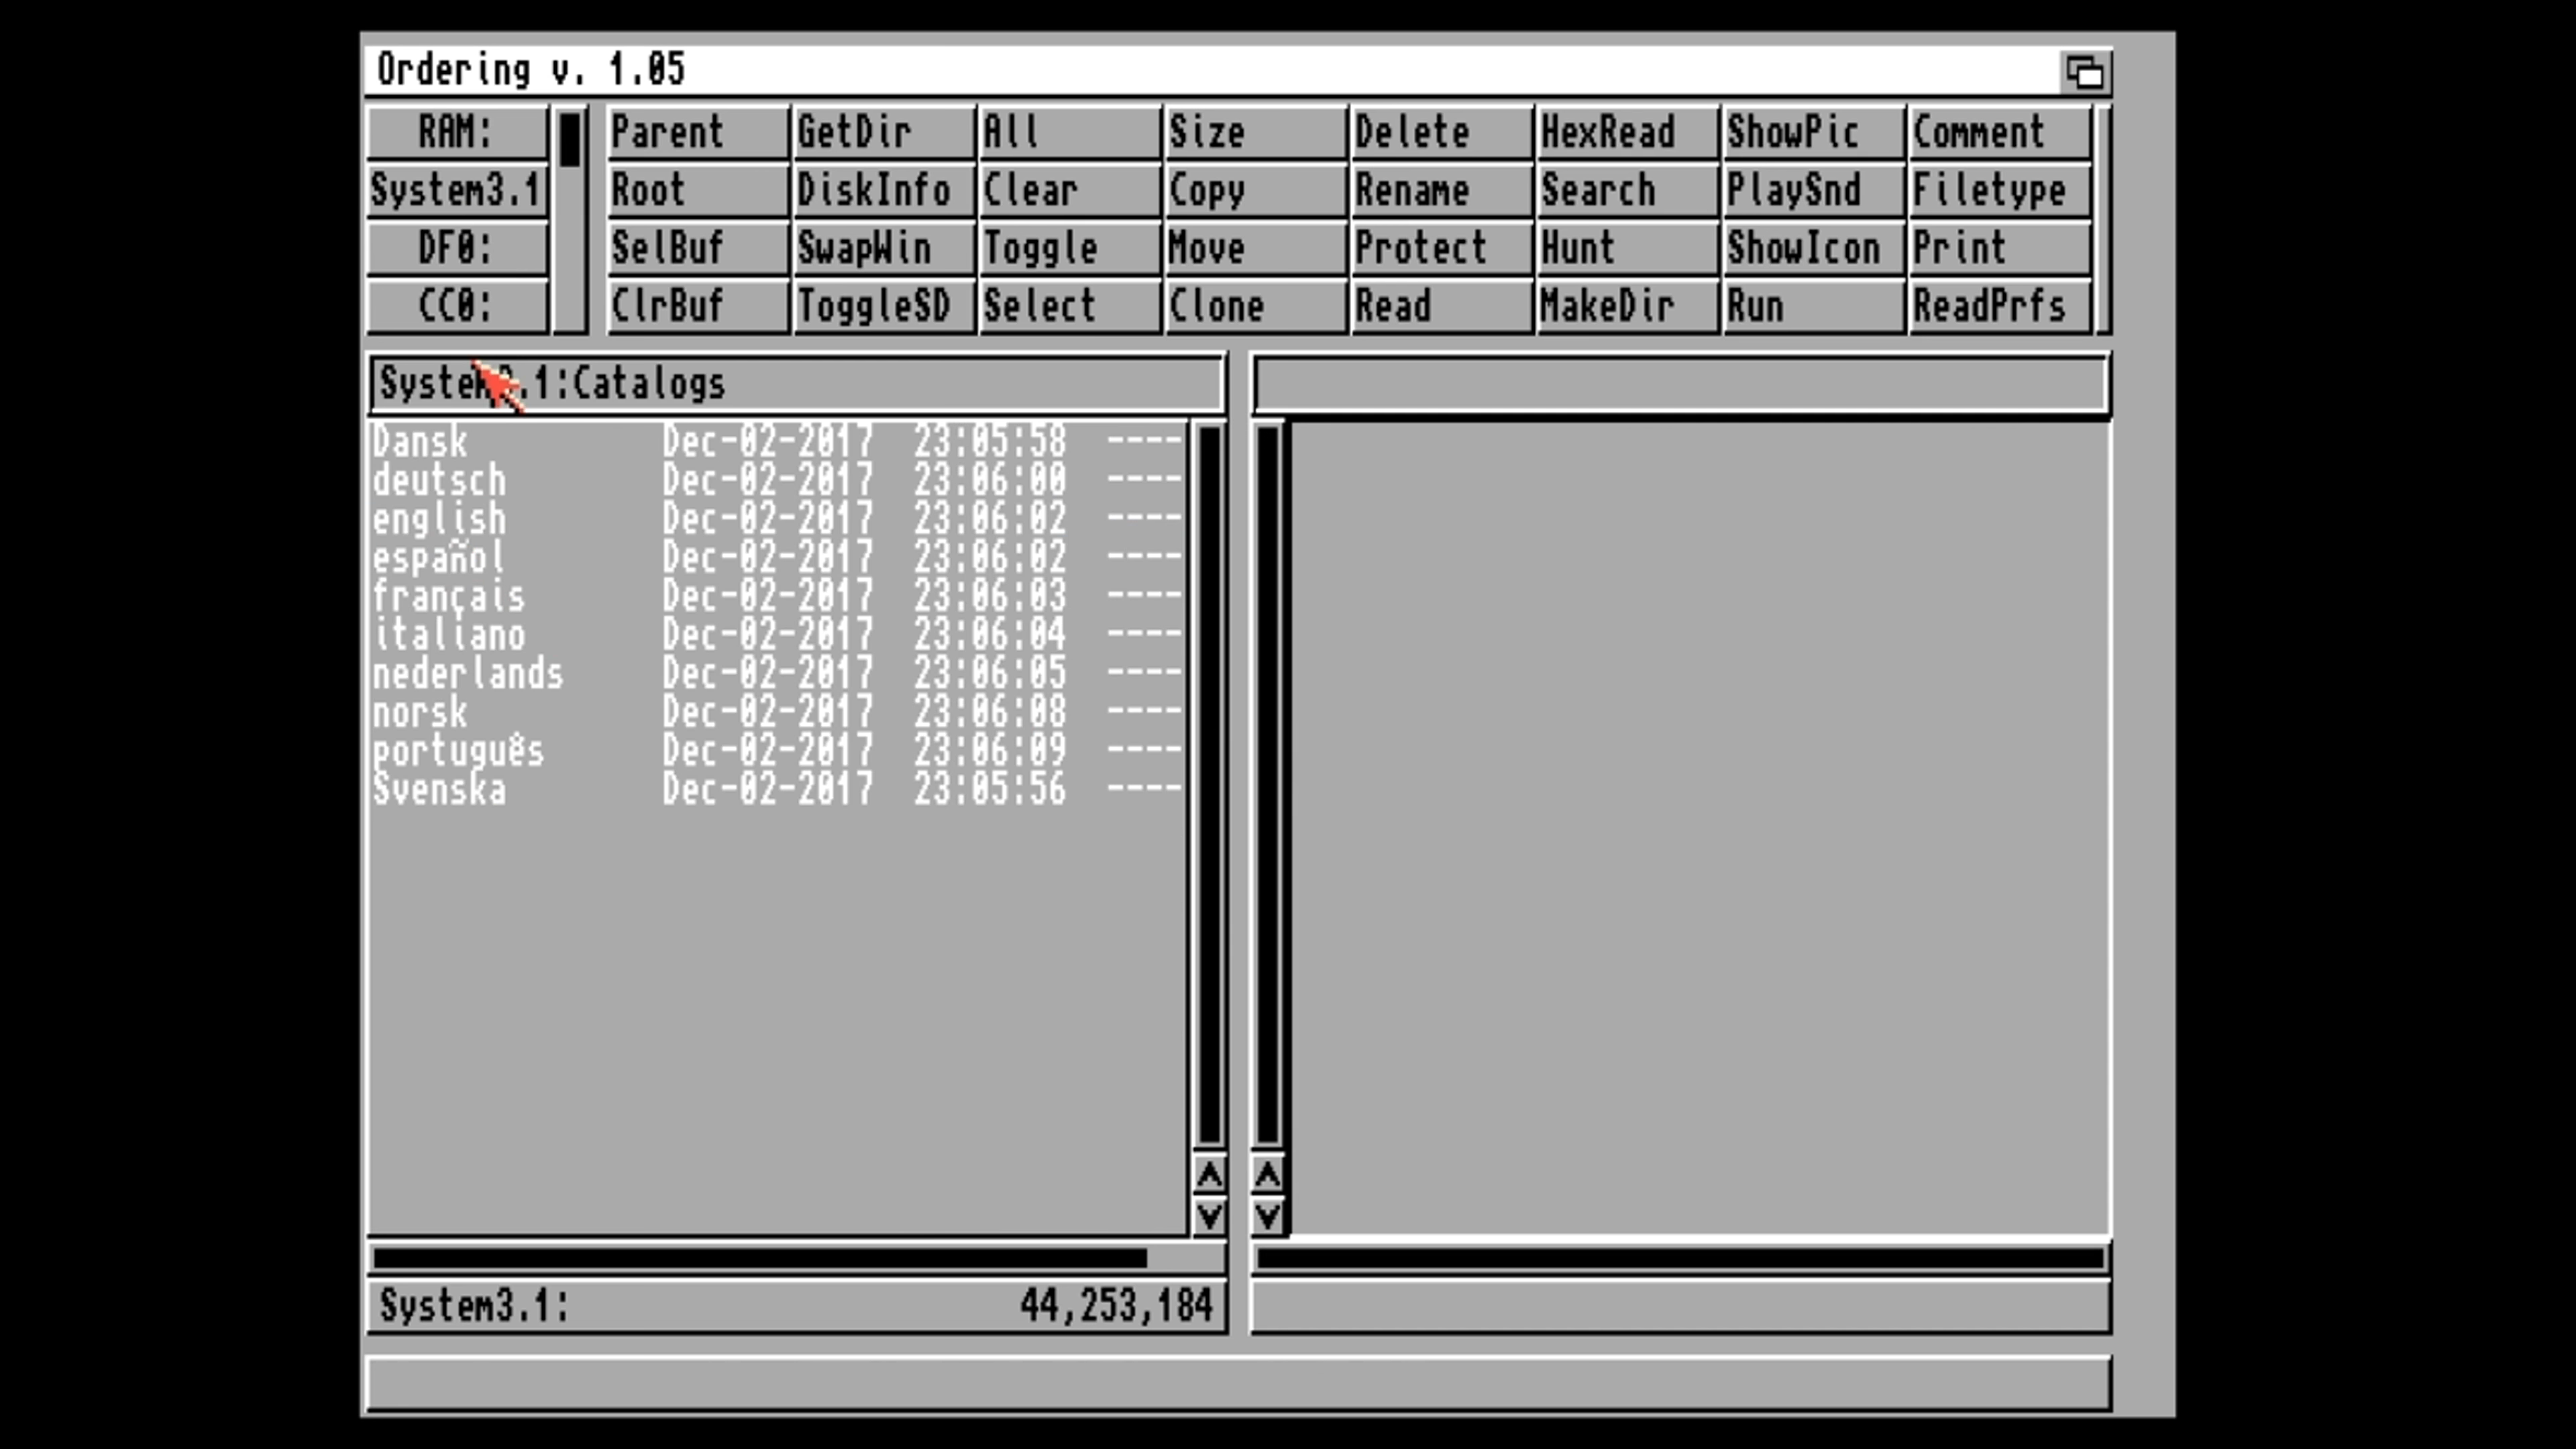 Ordering v. 1.05
RAM: Parent GetDir All Size Delete HexRead ShowPic Comment
System3.1 Root DiskInfo Clear Copy Rename Search PlaySnd Filetype
DF0: SelBuf SwapWin Toggle Move Protect Hunt ShowIcon Print
CC0: ClrBuf ToggleSD Select Clone Read MakeDir Run ReadPrfs
System3.1:Catalogs
Dansk Dec-02-2017 23:05:58 ----
deutsch Dec-02-2017 23:06:00 ----
english Dec-02-2017 23:06:02 ----
español Dec-02-2017 23:06:02 ----
français Dec-02-2017 23:06:03 ----
italiano Dec-02-2017 23:06:04 ----
nederlands Dec-02-2017 23:06:05 ----
norsk Dec-02-2017 23:06:08 ----
português Dec-02-2017 23:06:09 ----
Svenska Dec-02-2017 23:05:56 ----
System3.1: 44,253,184